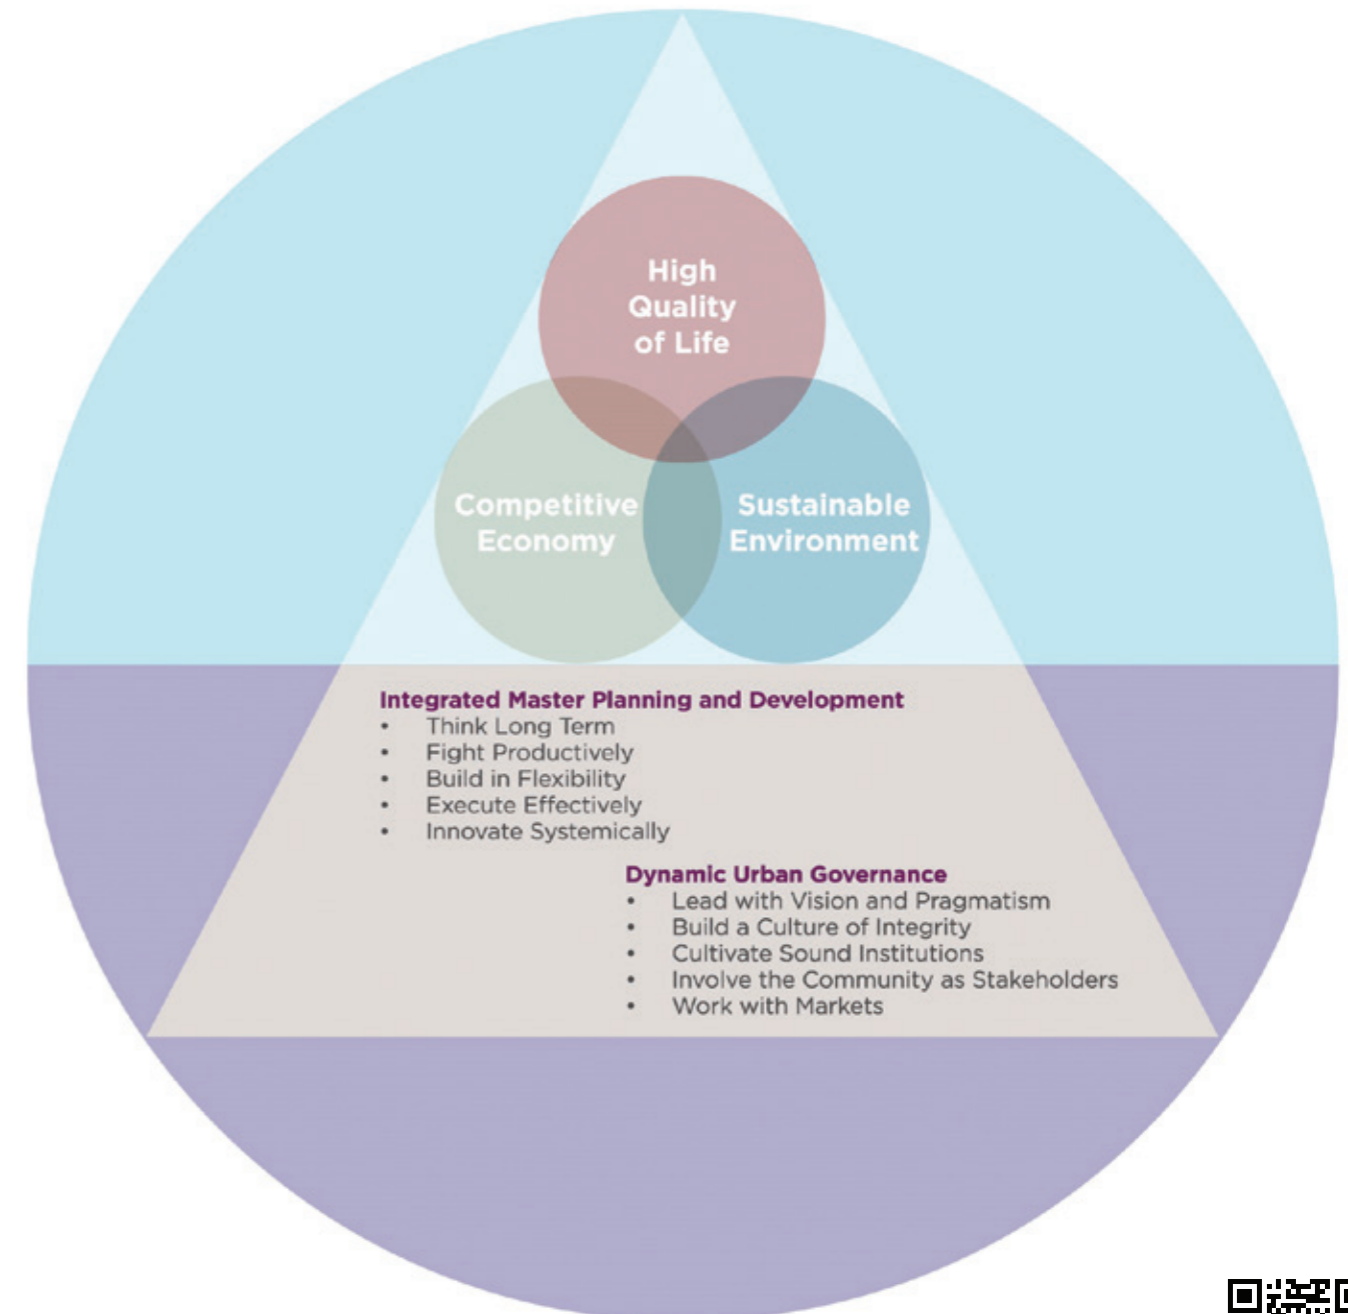 High
Quality
of Life
Competitive
Economy
Sustainable
Environment
Integrated Master Planning and Development
• Think Long Term
• Fight Productively
• Build in Flexibility
• Execute Effectively
• Innovate Systemically
Dynamic Urban Governance
• Lead with Vision and Pragmatism
• Build a Culture of Integrity
• Cultivate Sound Institutions
• Involve the Community as Stakeholders
• Work with Markets